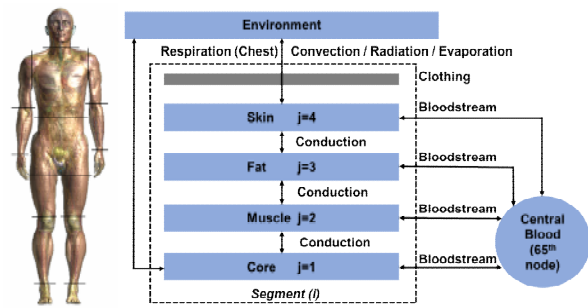 Environment
Respiration (Chest) Convection / Radiation / Evaporation
Clothing
Bloodstream
Skin j=4
Conduction
Bloodstream
Fat j=3
Conduction
Bloodstream
Muscle j=2
Central
Blood
(65th
node)
Conduction
Bloodstream
Core j=1
Segment (i)